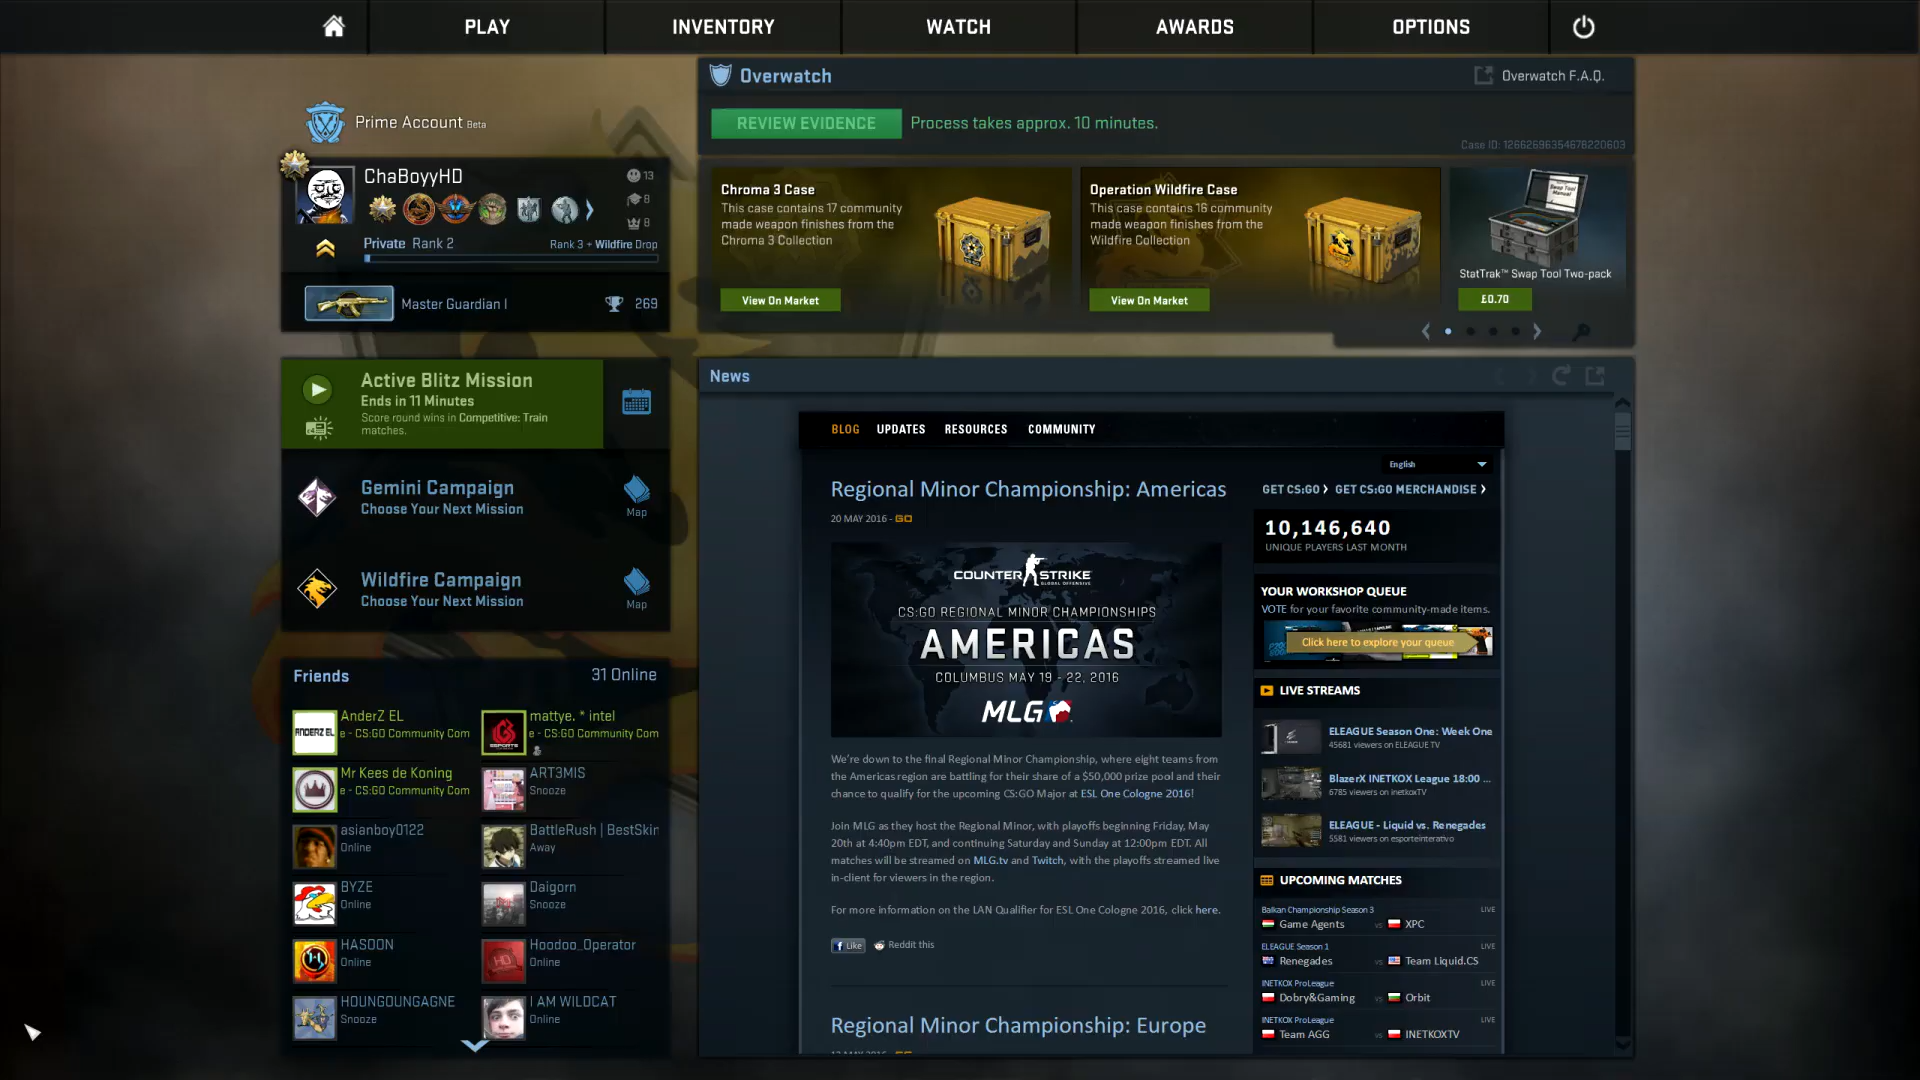 PLAY
INVENTORY
WATCH
AWARDS
OPTIONS
Prime Account Beta
ChaBoyyHD
13
8
8
Private Rank 2
Rank 3 + Wildfire Drop
Master Guardian I
269
Active Blitz Mission
Ends in 11 Minutes
Score round wins in Competitive: Train
matches.
Gemini Campaign
Choose Your Next Mission
Map
Wildfire Campaign
Choose Your Next Mission
Map
Friends
31 Online
AnderZ EL
e - CS:GO Community Com
mattye. * intel
e - CS:GO Community Com
Mr Kees de Koning
e - CS:GO Community Com
ART3MIS
Snooze
asianboy0122
Online
BattleRush | BestSkin
Away
BYZE
Online
Daigorn
Snooze
HASOON
Online
Hoodoo_Operator
Online
HOUNGOUNGAGNE
Snooze
I AM WILDCAT
Online
Overwatch
Overwatch F.A.Q.
REVIEW EVIDENCE
Process takes approx. 10 minutes.
Case ID: 12662696354678220603
Chroma 3 Case
This case contains 17 community
made weapon finishes from the
Chroma 3 Collection
View On Market
Operation Wildfire Case
This case contains 16 community
made weapon finishes from the
Wildfire Collection
View On Market
StatTrak™ Swap Tool Two-pack
£0.70
News
BLOG
UPDATES
RESOURCES
COMMUNITY
English
Regional Minor Championship: Americas
20 MAY 2016 - GO
COUNTER STRIKE
GLOBAL OFFENSIVE
CS:GO REGIONAL MINOR CHAMPIONSHIPS
AMERICAS
COLUMBUS MAY 19 - 22, 2016
MLG
We're down to the final Regional Minor Championship, where eight teams from
the Americas region are battling for their share of a $50,000 prize pool and their
chance to qualify for the upcoming CS:GO Major at ESL One Cologne 2016!
Join MLG as they host the Regional Minor, with playoffs beginning Friday, May
20th at 4:40pm EDT, and continuing Saturday and Sunday at 12:00pm EDT. All
matches will be streamed on MLG.tv and Twitch, with the playoffs streamed live
in-client for viewers in the region.
For more information on the LAN Qualifier for ESL One Cologne 2016, click here.
Like
Reddit this
Regional Minor Championship: Europe
GET CS:GO
GET CS:GO MERCHANDISE
10,146,640
UNIQUE PLAYERS LAST MONTH
YOUR WORKSHOP QUEUE
VOTE for your favorite community-made items.
Click here to explore your queue
LIVE STREAMS
ELEAGUE Season One: Week One
45681 viewers on ELEAGUE TV
BlazerX INETKOX League 18:00 ...
6785 viewers on inetkoxTV
ELEAGUE - Liquid vs. Renegades
5581 viewers on esporteinterativo
UPCOMING MATCHES
Balkan Championship Season 3
LIVE
Game Agents vs XPC
ELEAGUE Season 1
LIVE
Renegades vs Team Liquid.CS
INETKOX ProLeague
LIVE
Dobry&Gaming vs Orbit
INETKOX ProLeague
LIVE
Team AGG vs INETKOXTV